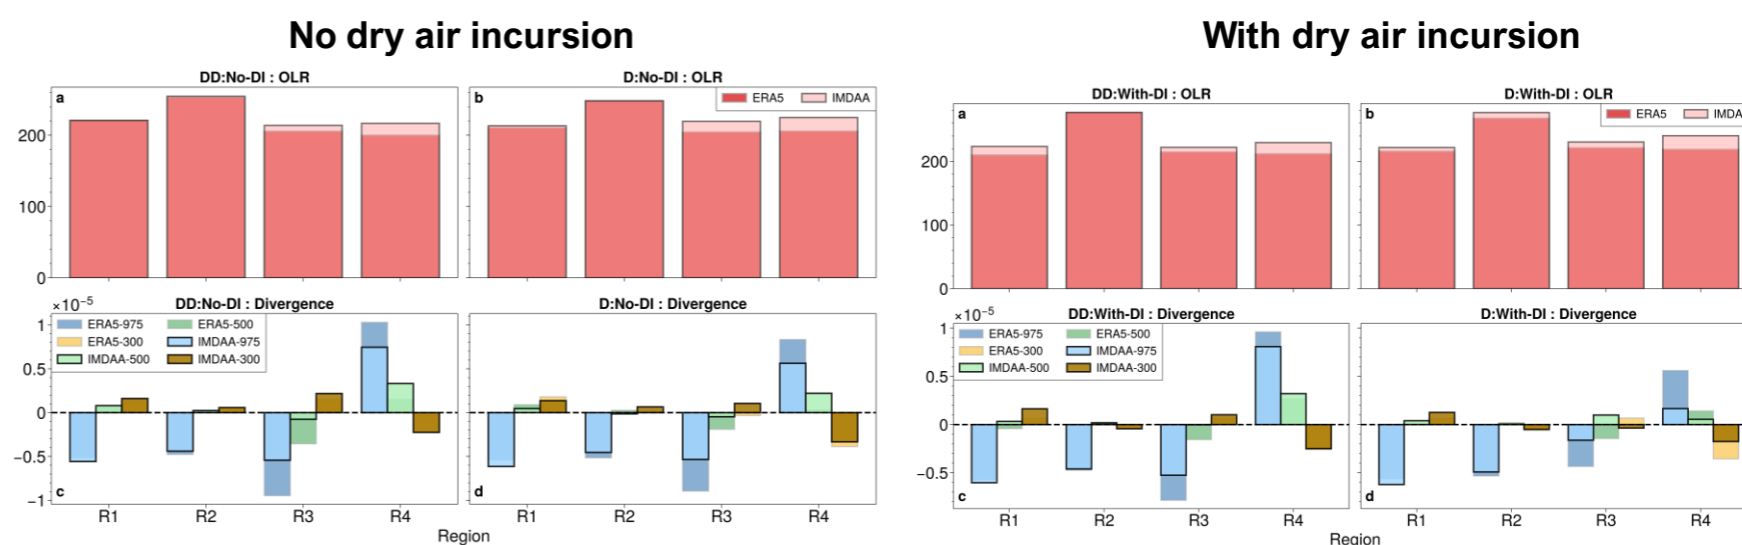 No dry air incursion
With dry air incursion
DD:No-DI : OLR
D:No-DI : OLR
a
b
ERA5
IMDAA
200
100
0
×10⁻⁵
DD:No-DI : Divergence
D:No-DI : Divergence
ERA5-975
ERA5-500
ERA5-300
IMDAA-975
IMDAA-500
IMDAA-300
1
0.5
0
−0.5
−1
c
d
R1
R2
R3
R4
R1
R2
R3
R4
Region
DD:With-DI : OLR
D:With-DI : OLR
a
b
ERA5
IMDA
200
100
0
×10⁻⁵
DD:With-DI : Divergence
D:With-DI : Divergence
ERA5-975
ERA5-500
ERA5-300
IMDAA-975
IMDAA-500
IMDAA-300
1
0.5
0
−0.5
c
d
R1
R2
R3
R4
R1
R2
R3
R4
Region